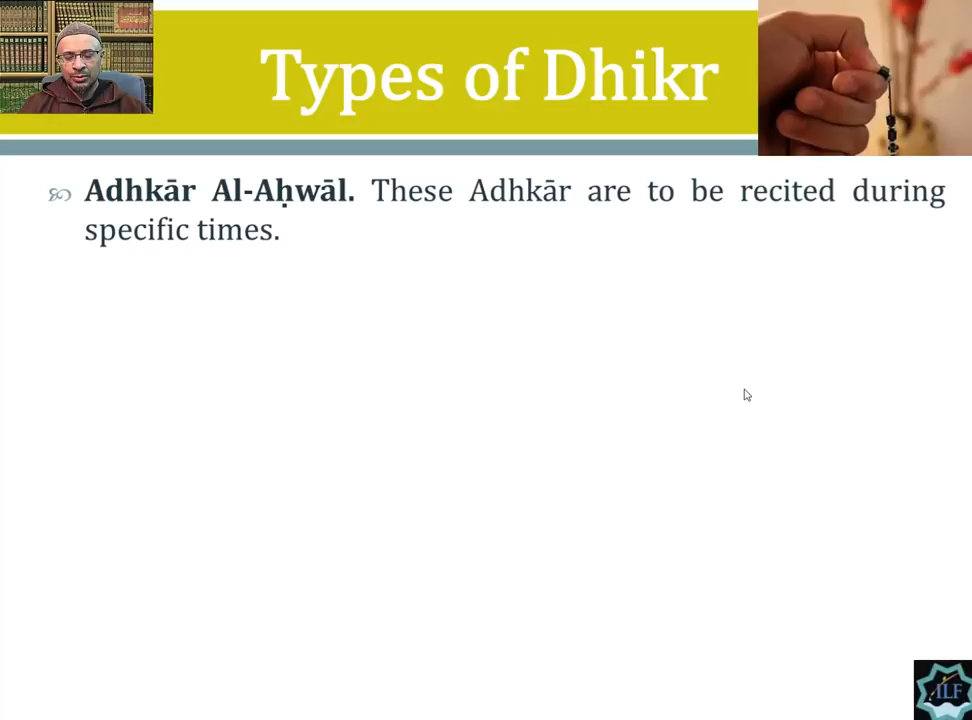 Types of Dhikr
Adhkār Al-Aḥwāl. These Adhkār are to be recited during
specific times.
ILF